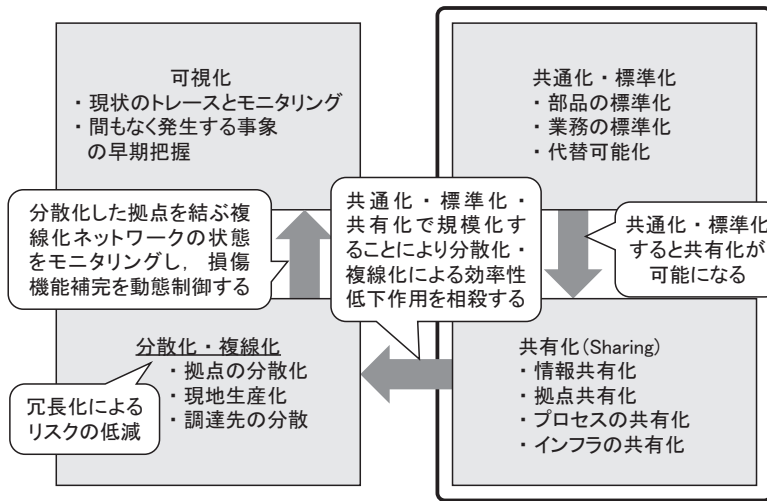 可視化
・現状のトレースとモニタリング
・間もなく発生する事象
の早期把握
共通化・標準化
・部品の標準化
・業務の標準化
・代替可能化
分散化した拠点を結ぶ複
線化ネットワークの状態
をモニタリングし，損傷
機能補完を動態制御する
共通化・標準化・
共有化で規模化す
ることにより分散化・
複線化による効率性
低下作用を相殺する
共通化・標準化
すると共有化が
可能になる
分散化・複線化
・拠点の分散化
・現地生産化
・調達先の分散
冗長化による
リスクの低減
共有化(Sharing)
・情報共有化
・拠点共有化
・プロセスの共有化
・インフラの共有化